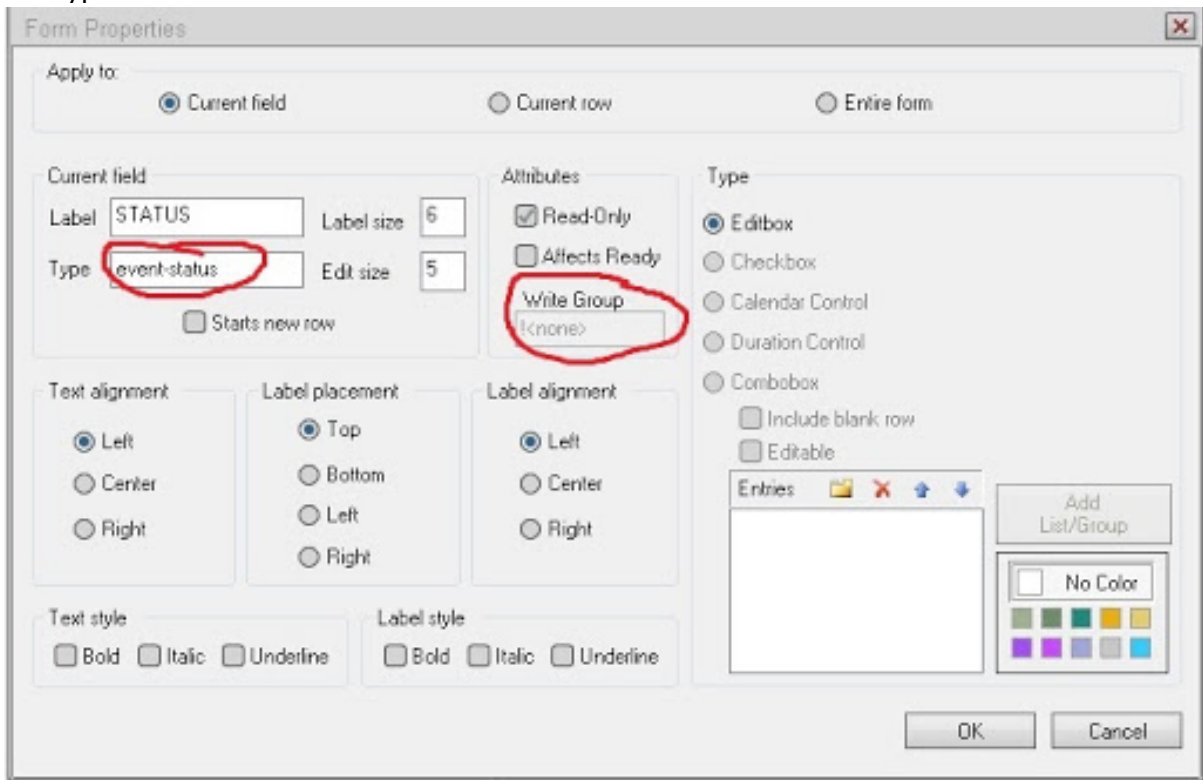 Form Properties
Apply to:
Current field Current row Entire form
Current field
Label STATUS Label size 6
Type event-status Edit size 5
Starts new row
Attributes
Read-Only
Affects Ready
Write Group
!<none>
Type
Editbox
Checkbox
Calendar Control
Duration Control
Combobox
Include blank row
Editable
Entries
Add
List/Group
No Color
Text alignment
Left
Center
Right
Label placement
Top
Bottom
Left
Right
Label alignment
Left
Center
Right
Text style
Bold Italic Underline
Label style
Bold Italic Underline
OK Cancel